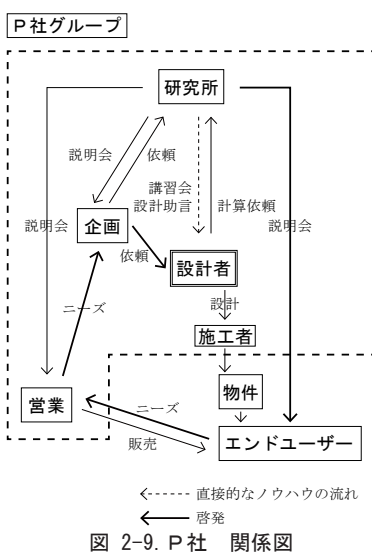 P社グループ
研究所
説明会
依頼
講習会
設計助言
計算依頼
説明会
企画
説明会
依頼
設計者
設計
ニーズ
施工者
物件
営業
ニーズ
エンドユーザー
販売
直接的なノウハウの流れ
啓発
図 2-9. P社 関係図